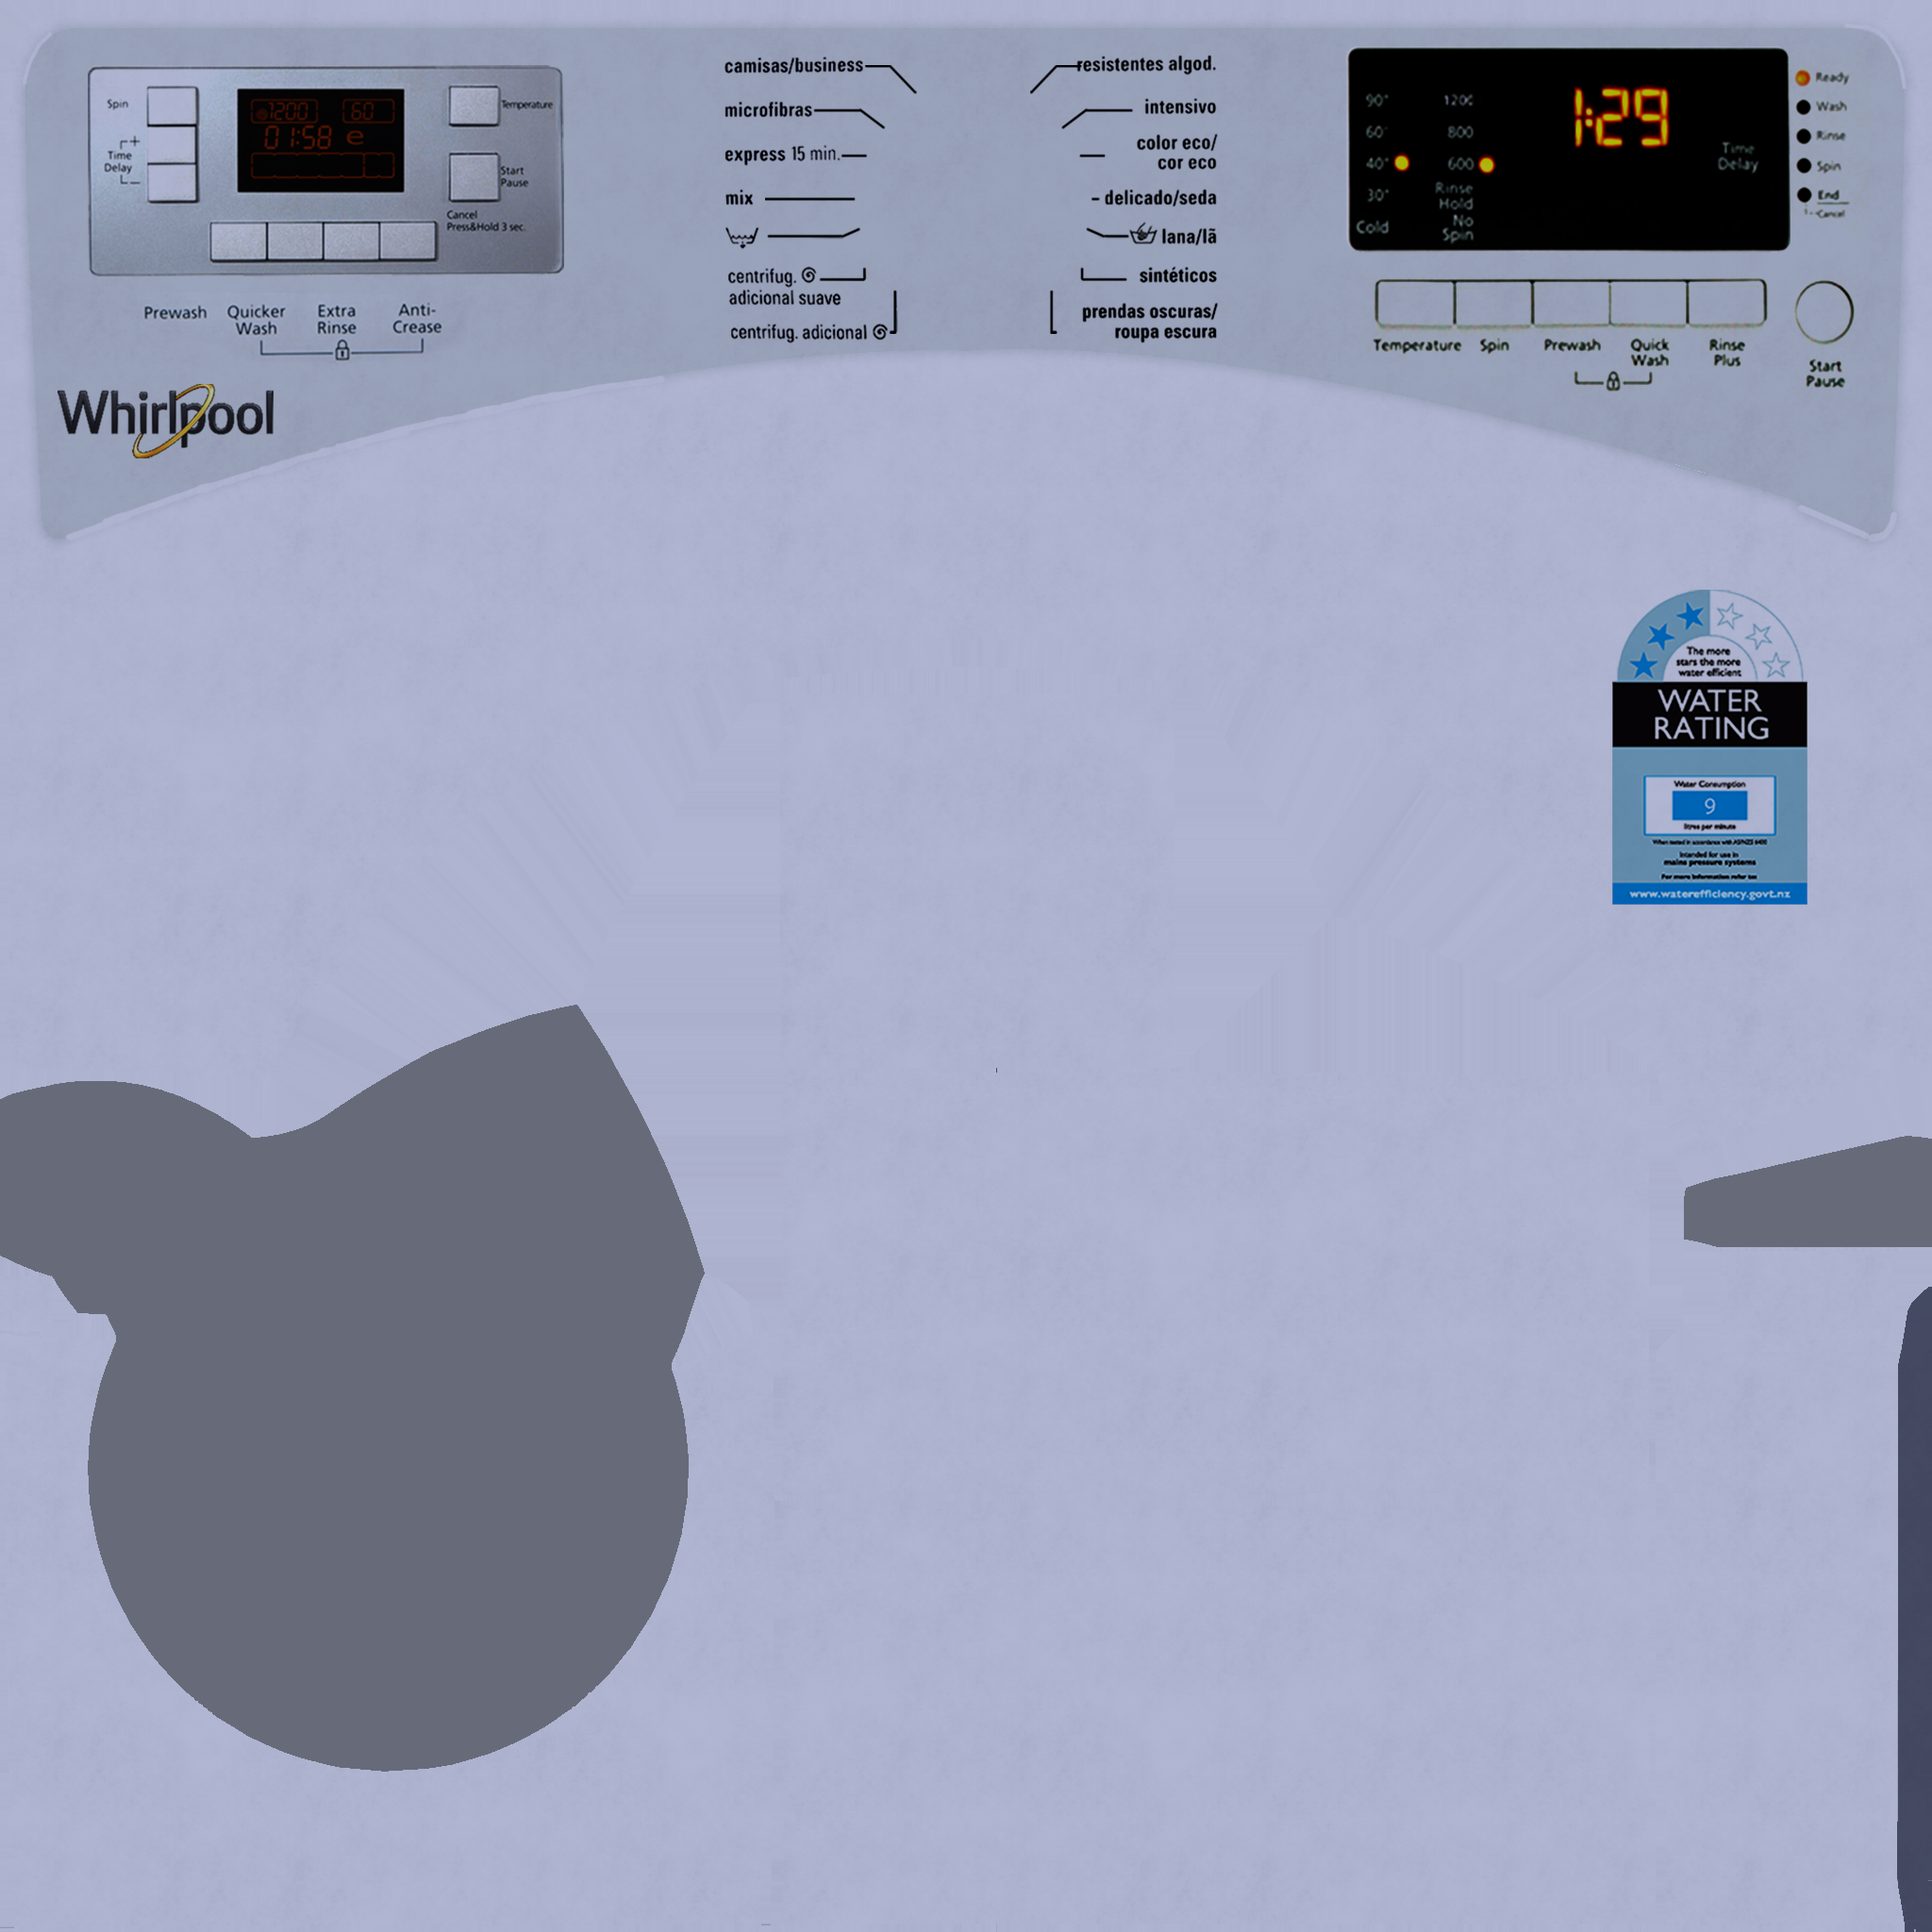 Spin
+
Time
Delay
−
1200
60
01:58 e
Temperature
Start
Pause
Cancel
Press&Hold 3 sec.
Prewash
Quicker
Wash
Extra
Rinse
Anti-
Crease
Whirlpool
camisas/business
microfibras
express 15 min.
mix
centrifug.
adicional suave
centrifug. adicional
resistentes algod.
intensivo
color eco/
cor eco
delicado/seda
lana/lã
sintéticos
prendas oscuras/
roupa escura
90°
60°
40°
30°
Cold
1200
800
600
Rinse
Hold
No
Spin
1:29
Time
Delay
Ready
Wash
Rinse
Spin
End
Cancel
Temperature
Spin
Prewash
Quick
Wash
Rinse
Plus
Start
Pause
The more
stars the more
water efficient
WATER
RATING
Water Consumption
9
litres per minute
When tested in accordance with AS/NZS 6400
Intended for use in
mains pressure systems
For more information refer to:
www.waterefficiency.govt.nz